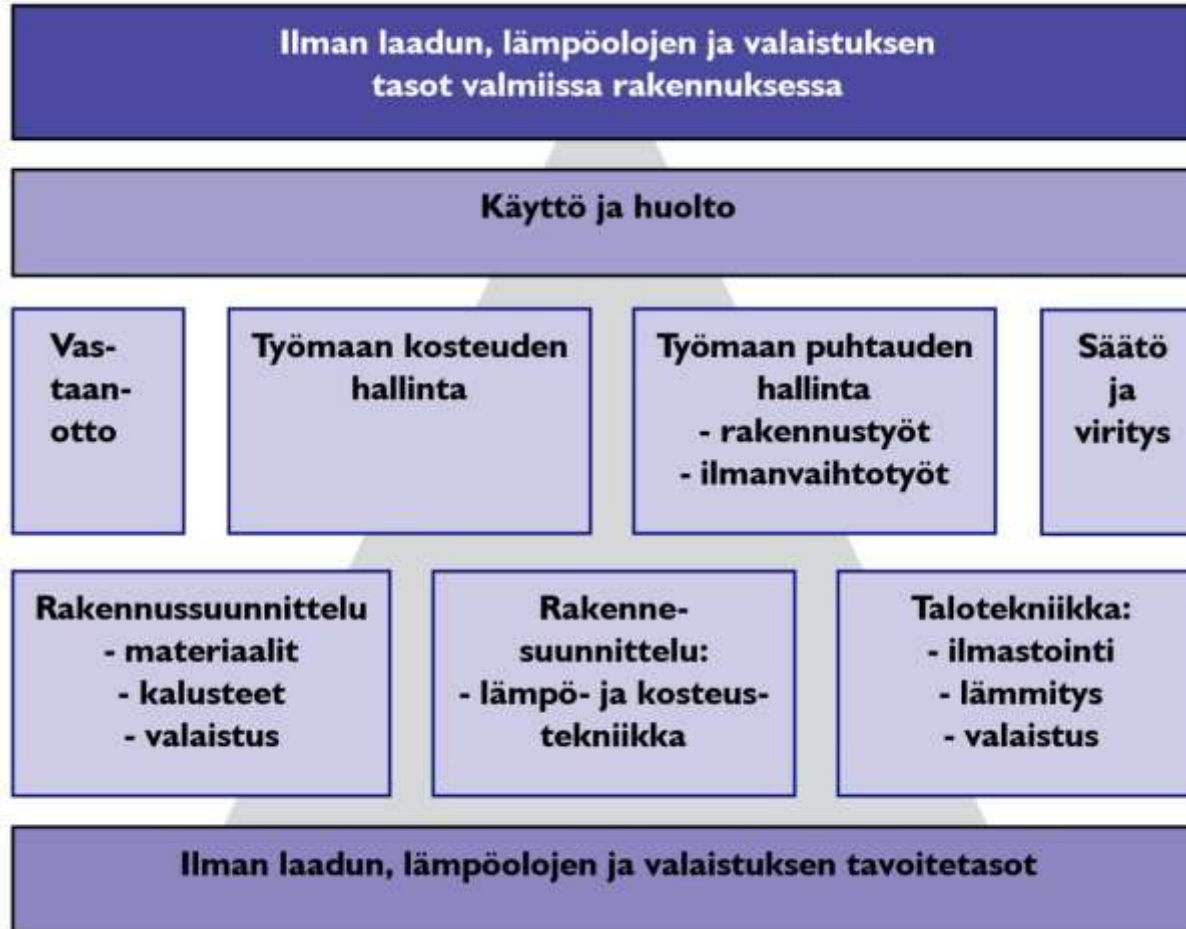 Ilman laadun, lämpöolojen ja valaistuksen
tasot valmiissa rakennuksessa
Käyttö ja huolto
Vas-
taan-
otto
Työmaan kosteuden
hallinta
Työmaan puhtauden
hallinta
- rakennustyöt
- ilmanvaihtotyöt
Säätö
ja
viritys
Rakennussuunnittelu
- materiaalit
- kalusteet
- valaistus
Rakenne-
suunnittelu:
- lämpö- ja kosteus-
tekniikka
Talotekniikka:
- ilmastointi
- lämmitys
- valaistus
Ilman laadun, lämpöolojen ja valaistuksen tavoitetasot